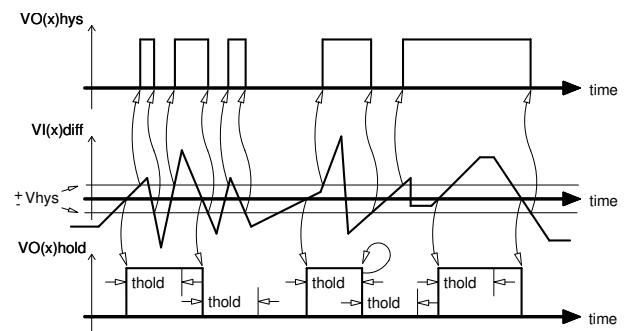 VO(x)hys
time
VI(x)diff
+
- Vhys
time
VO(x)hold
thold
thold
thold
thold
thold
time